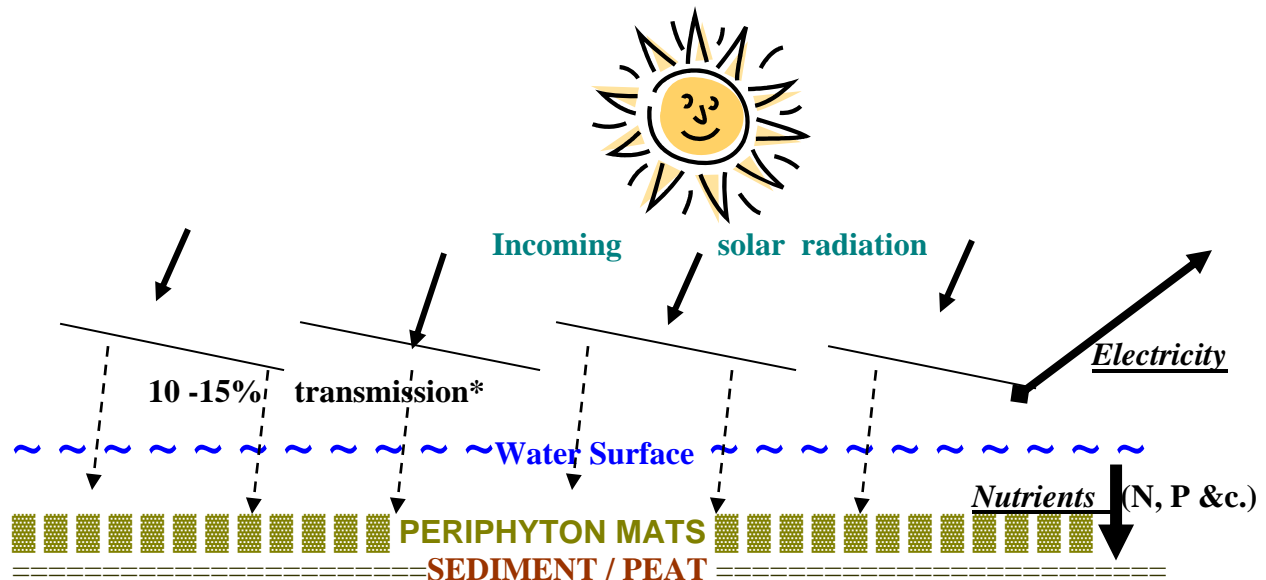 Incoming solar radiation
Electricity
10 -15% transmission*
~ ~ ~ ~ ~ ~ ~ ~ ~ ~ ~Water Surface ~ ~ ~ ~ ~ ~ ~ ~ ~ ~
Nutrients (N, P &c.)
PERIPHYTON MATS
SEDIMENT / PEAT